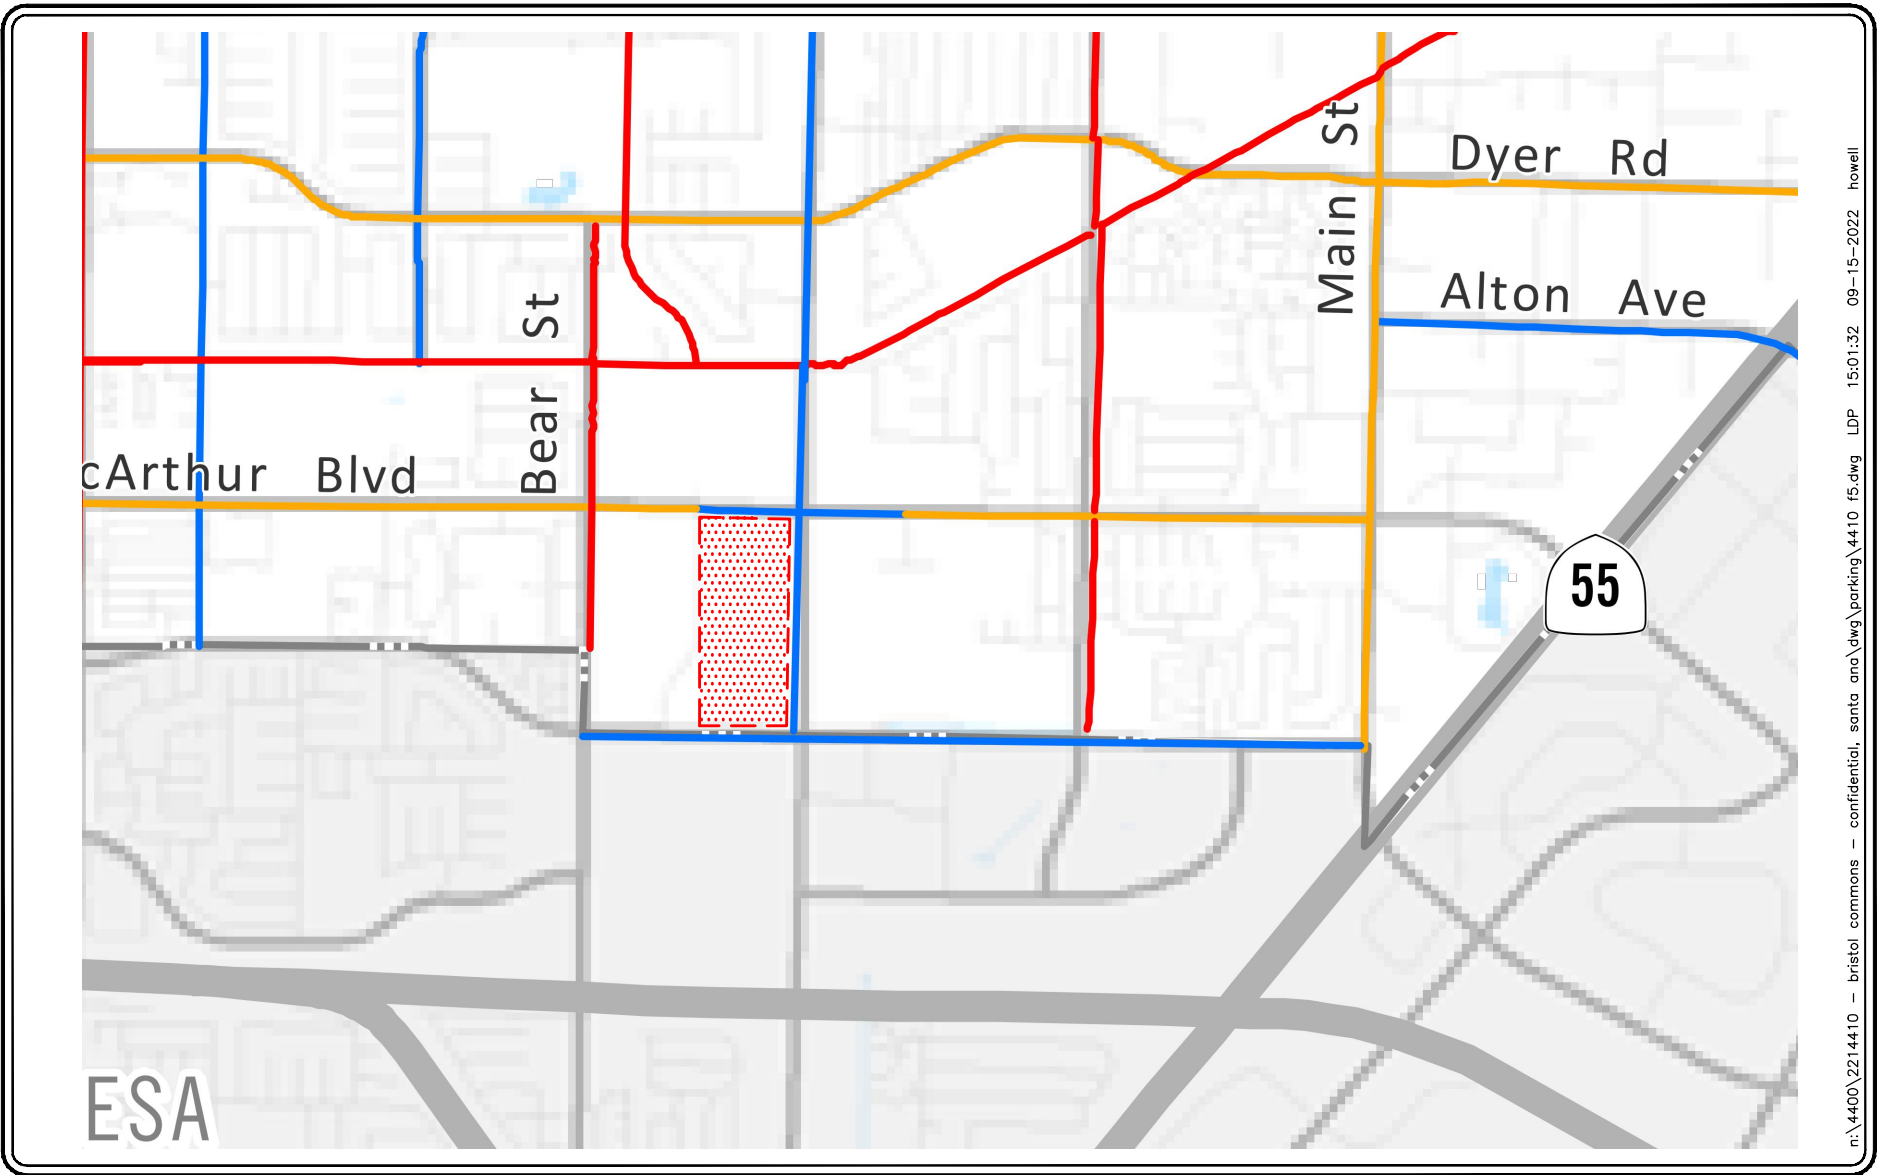 Dyer Rd
Main St
Alton Ave
Bear St
cArthur Blvd
55
ESA
n:\4400\2214410 – bristol commons – confidential, santa ana\dwg\parking\4410 f5.dwg LDP 15:01:32 09-15-2022 howell